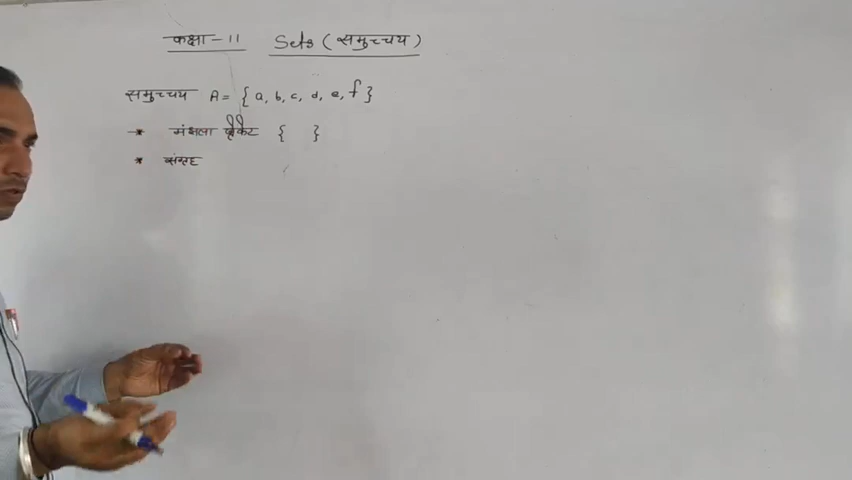 कक्षा - 11 Sets (समुच्चय)
समुच्चय A = { a, b, c, d, e, f }
* मंझला ब्रैकेट { }
* संग्रह